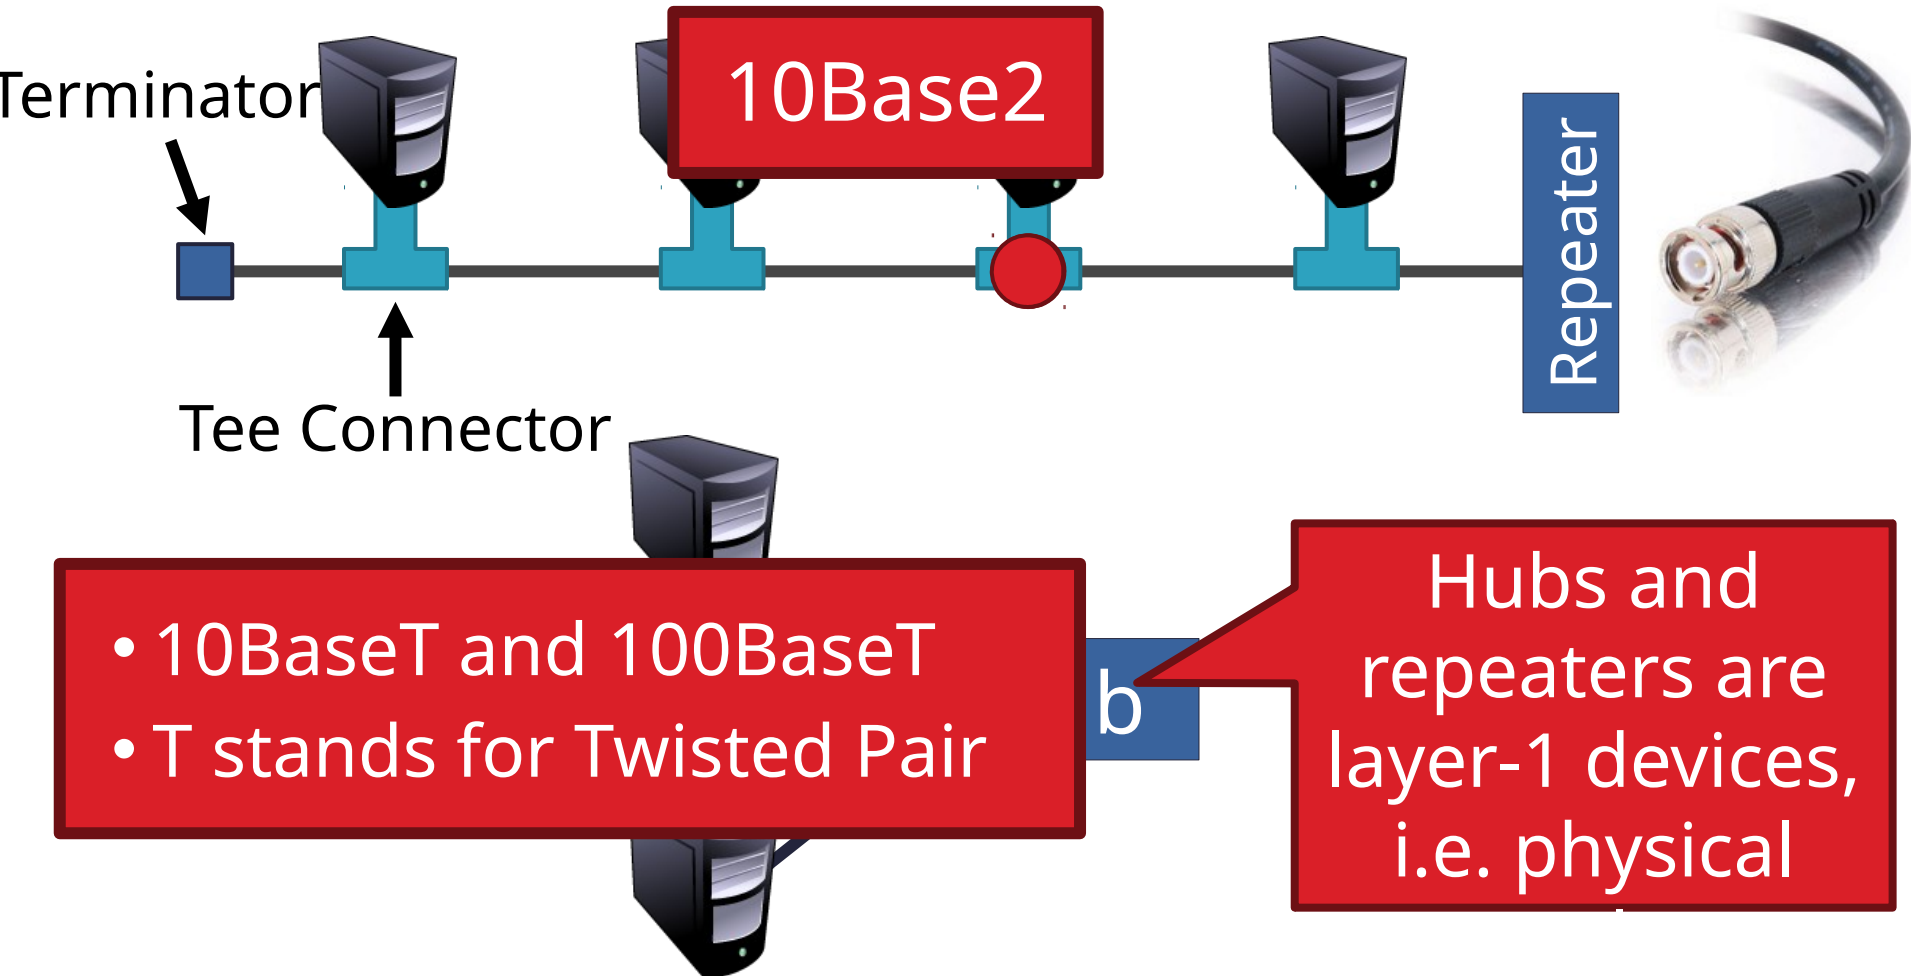 10Base2
Terminator
Repeater
Tee Connector
• 10BaseT and 100BaseT
• T stands for Twisted Pair
b
Hubs and
repeaters are
layer-1 devices,
i.e. physical